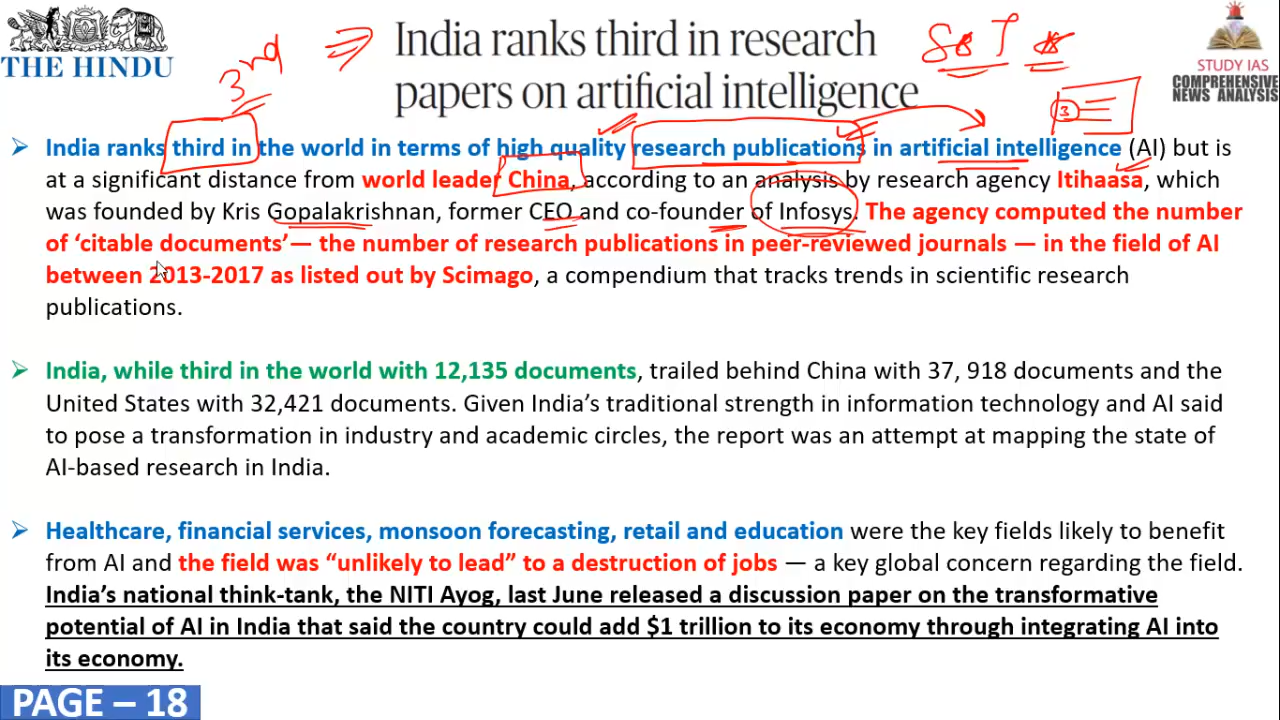 THE HINDU
3rd
India ranks third in research
papers on artificial intelligence
S&T
STUDY IAS
COMPREHENSIVE
NEWS ANALYSIS
3
India ranks third in the world in terms of high quality research publications in artificial intelligence (AI) but is
at a significant distance from world leader China, according to an analysis by research agency Itihaasa, which
was founded by Kris Gopalakrishnan, former CEO and co-founder of Infosys. The agency computed the number
of ‘citable documents’— the number of research publications in peer-reviewed journals — in the field of AI
between 2013-2017 as listed out by Scimago, a compendium that tracks trends in scientific research
publications.
India, while third in the world with 12,135 documents, trailed behind China with 37, 918 documents and the
United States with 32,421 documents. Given India’s traditional strength in information technology and AI said
to pose a transformation in industry and academic circles, the report was an attempt at mapping the state of
AI-based research in India.
Healthcare, financial services, monsoon forecasting, retail and education were the key fields likely to benefit
from AI and the field was “unlikely to lead” to a destruction of jobs — a key global concern regarding the field.
India’s national think-tank, the NITI Ayog, last June released a discussion paper on the transformative
potential of AI in India that said the country could add $1 trillion to its economy through integrating AI into
its economy.
PAGE – 18